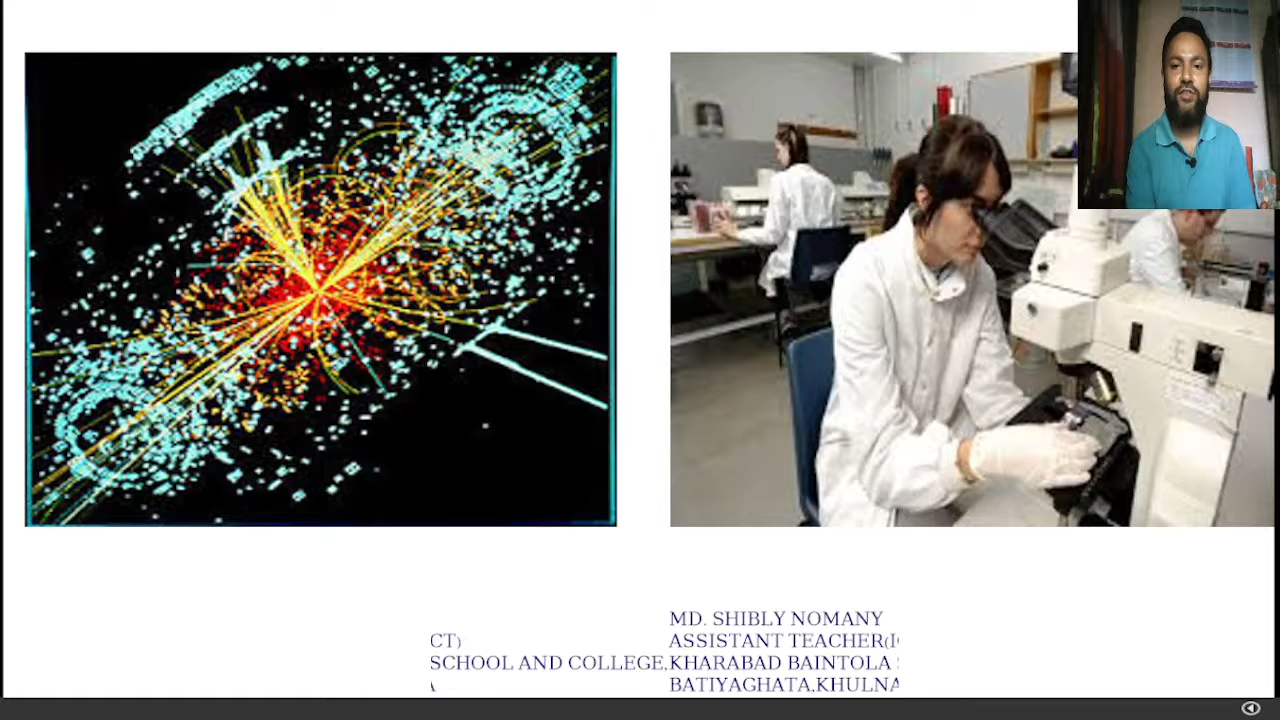 MD. SHIBLY NOMANY
CT)
ASSISTANT TEACHER(I
SCHOOL AND COLLEGE,KHARABAD BAINTOLA
BATIYAGHATA,KHULNA